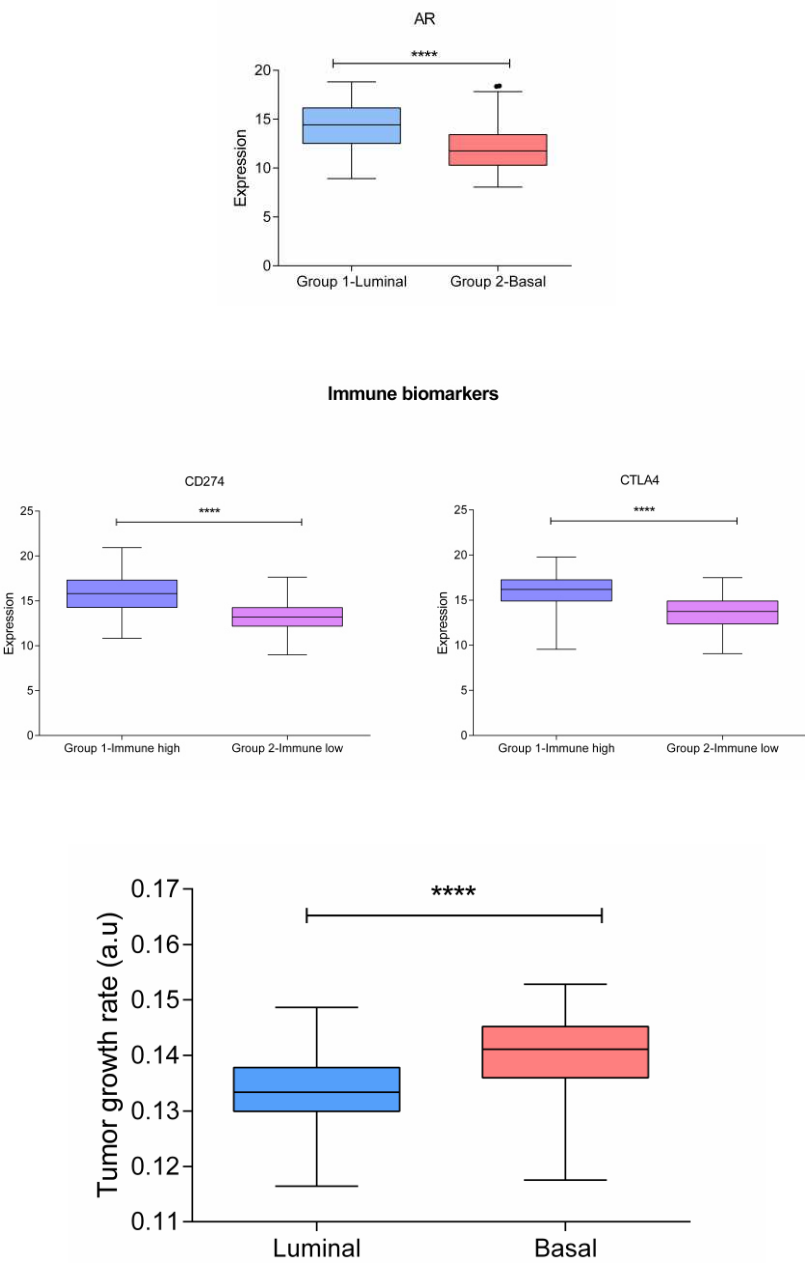 AR
****
20
15
10
5
0
Expression
Group 1-Luminal Group 2-Basal
Immune biomarkers
CD274
****
25
20
15
10
5
0
Expression
Group 1-Immune high Group 2-Immune low
CTLA4
****
25
20
15
10
5
0
Expression
Group 1-Immune high Group 2-Immune low
****
0.17
0.16
0.15
0.14
0.13
0.12
0.11
Tumor growth rate (a.u)
Luminal Basal